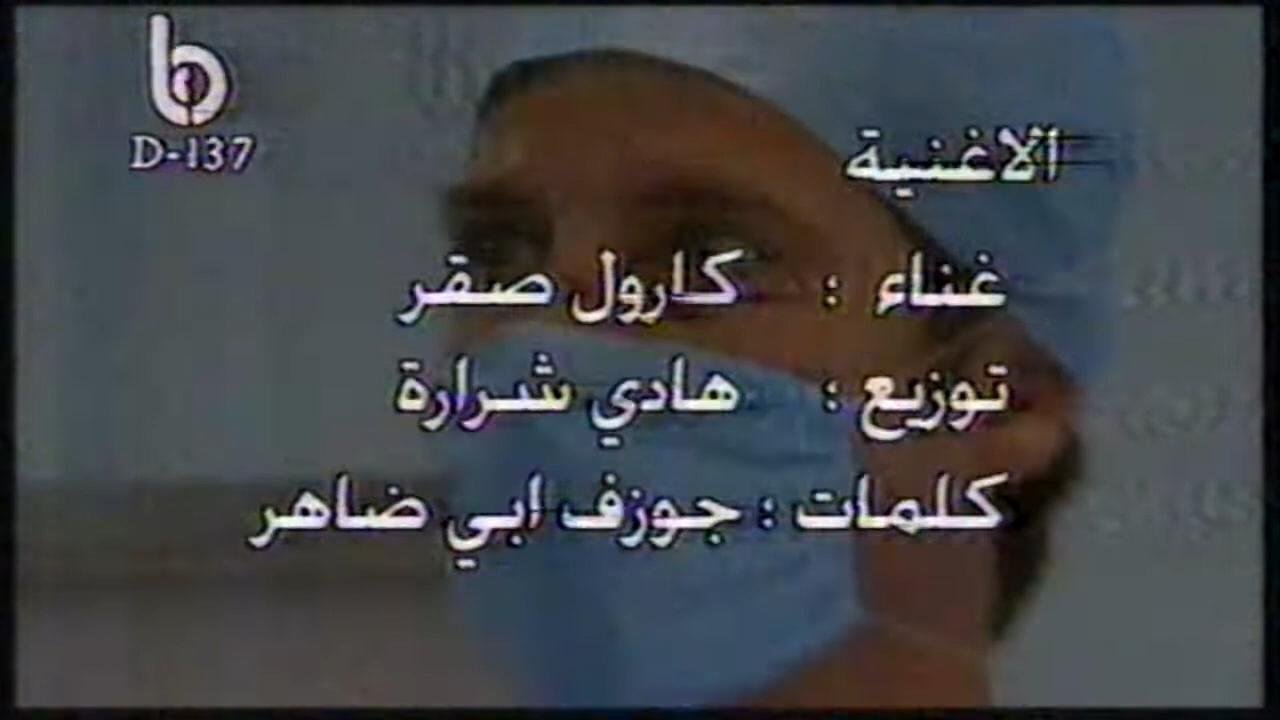 b
D-137
الاغنية
غناء : كارول صقر
توزيع : هادي شرارة
كلمات : جوزف ابي ضاهر